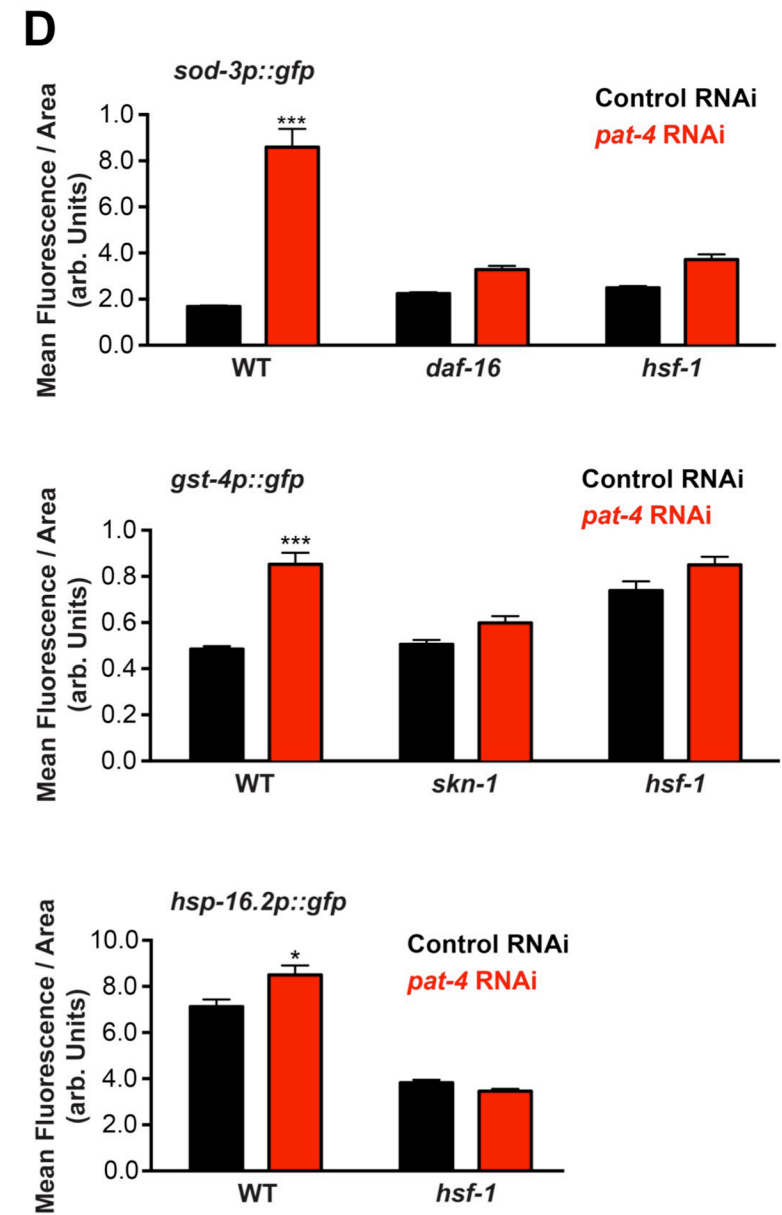 D
sod-3p::gfp
Control RNAi
pat-4 RNAi
Mean Fluorescence / Area
(arb. Units)
1.0
8.0
6.0
4.0
2.0
0.0
***
WT
daf-16
hsf-1
gst-4p::gfp
Control RNAi
pat-4 RNAi
Mean Fluorescence / Area
(arb. Units)
1.0
0.8
0.6
0.4
0.2
0.0
***
WT
skn-1
hsf-1
hsp-16.2p::gfp
Control RNAi
pat-4 RNAi
Mean Fluorescence / Area
(arb. Units)
10.0
8.0
6.0
4.0
2.0
0.0
*
WT
hsf-1